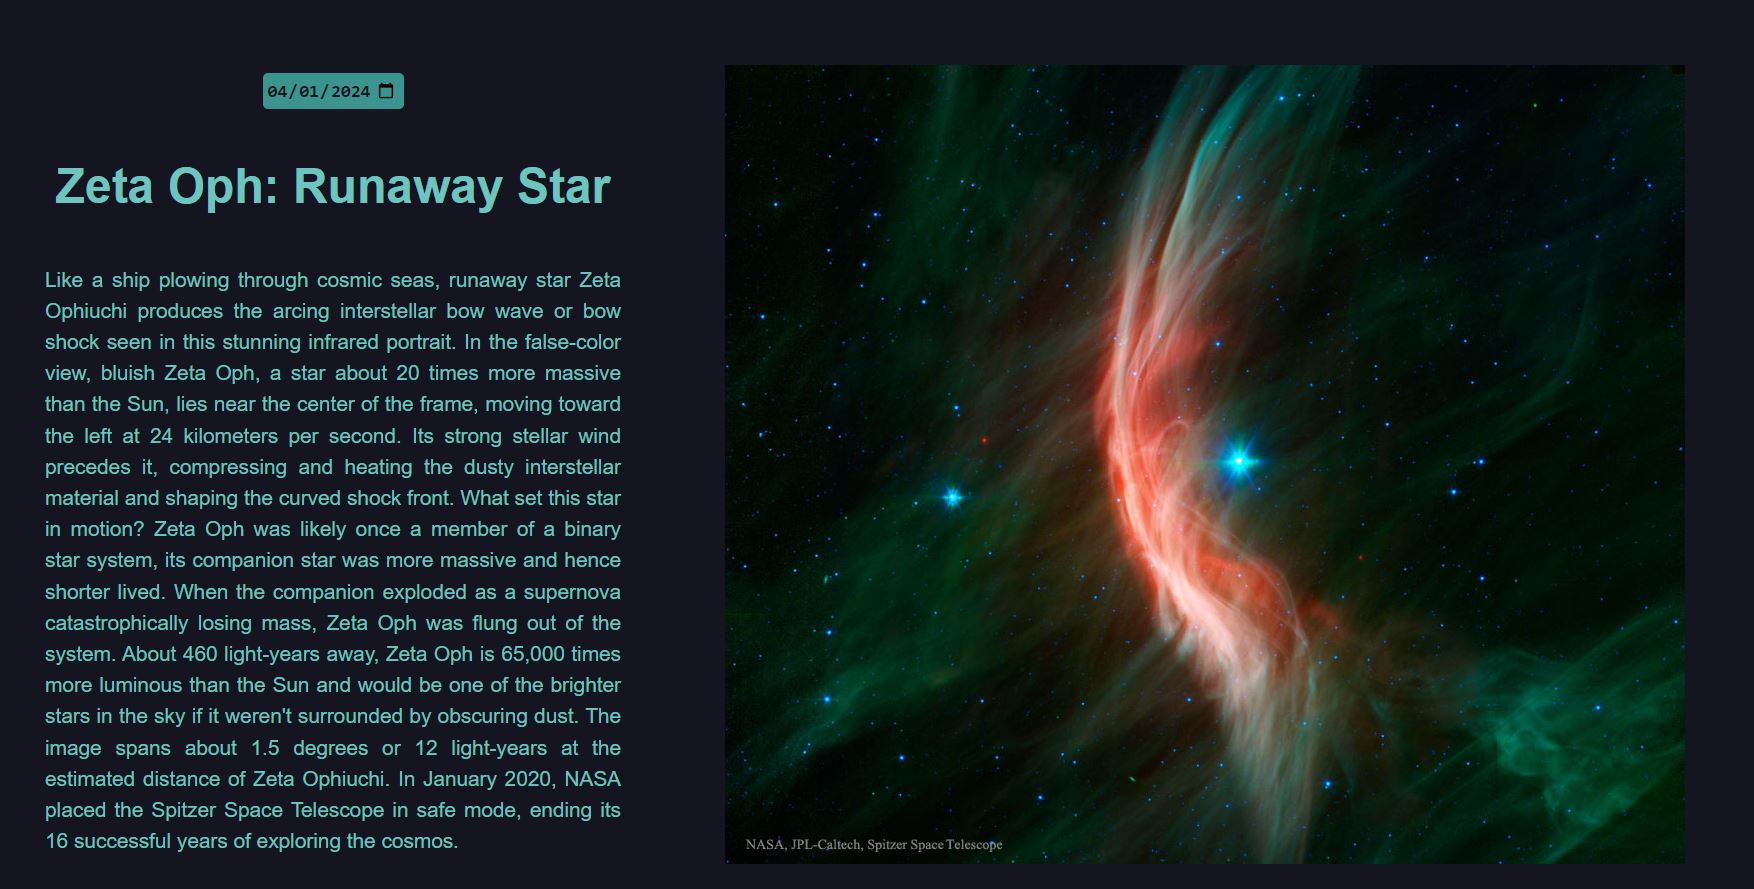 04/01/2024
Zeta Oph: Runaway Star
Like a ship plowing through cosmic seas, runaway star Zeta
Ophiuchi produces the arcing interstellar bow wave or bow
shock seen in this stunning infrared portrait. In the false-color
view, bluish Zeta Oph, a star about 20 times more massive
than the Sun, lies near the center of the frame, moving toward
the left at 24 kilometers per second. Its strong stellar wind
precedes it, compressing and heating the dusty interstellar
material and shaping the curved shock front. What set this star
in motion? Zeta Oph was likely once a member of a binary
star system, its companion star was more massive and hence
shorter lived. When the companion exploded as a supernova
catastrophically losing mass, Zeta Oph was flung out of the
system. About 460 light-years away, Zeta Oph is 65,000 times
more luminous than the Sun and would be one of the brighter
stars in the sky if it weren't surrounded by obscuring dust. The
image spans about 1.5 degrees or 12 light-years at the
estimated distance of Zeta Ophiuchi. In January 2020, NASA
placed the Spitzer Space Telescope in safe mode, ending its
16 successful years of exploring the cosmos.
NASA, JPL-Caltech, Spitzer Space Telescope